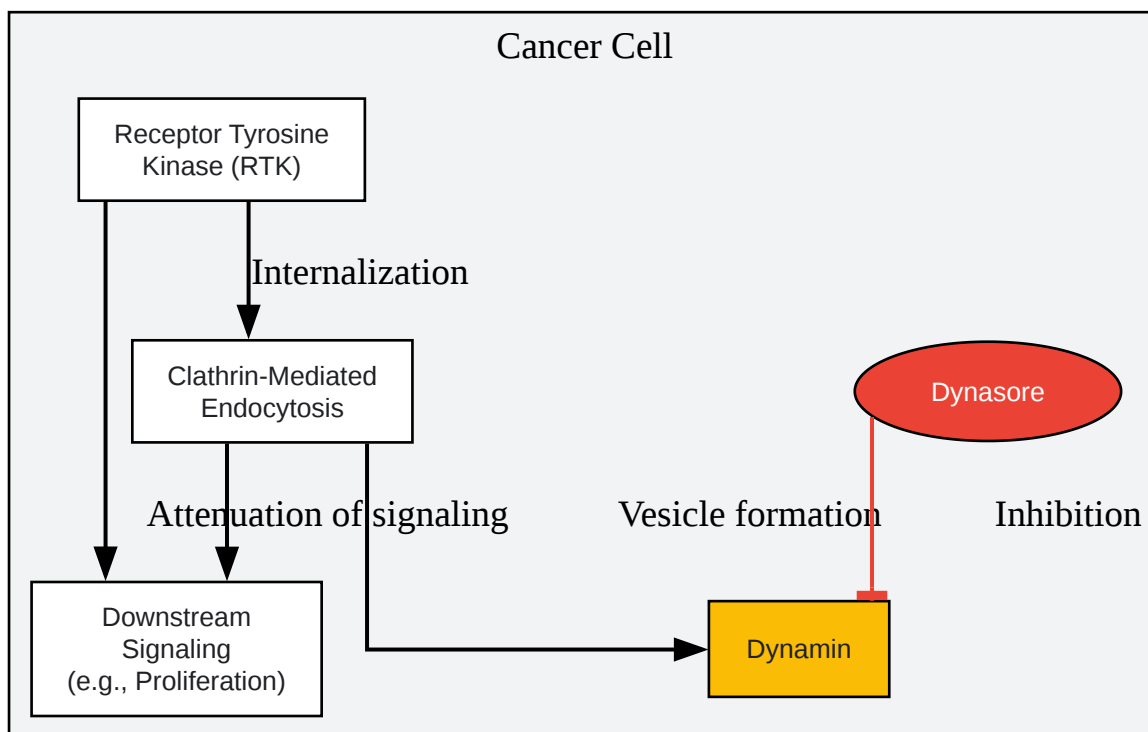 Cancer Cell
Receptor Tyrosine
Kinase (RTK)
Internalization
Clathrin-Mediated
Endocytosis
Dynasore
Attenuation of signaling
Vesicle formation
Inhibition
Downstream
Signaling
(e.g., Proliferation)
Dynamin